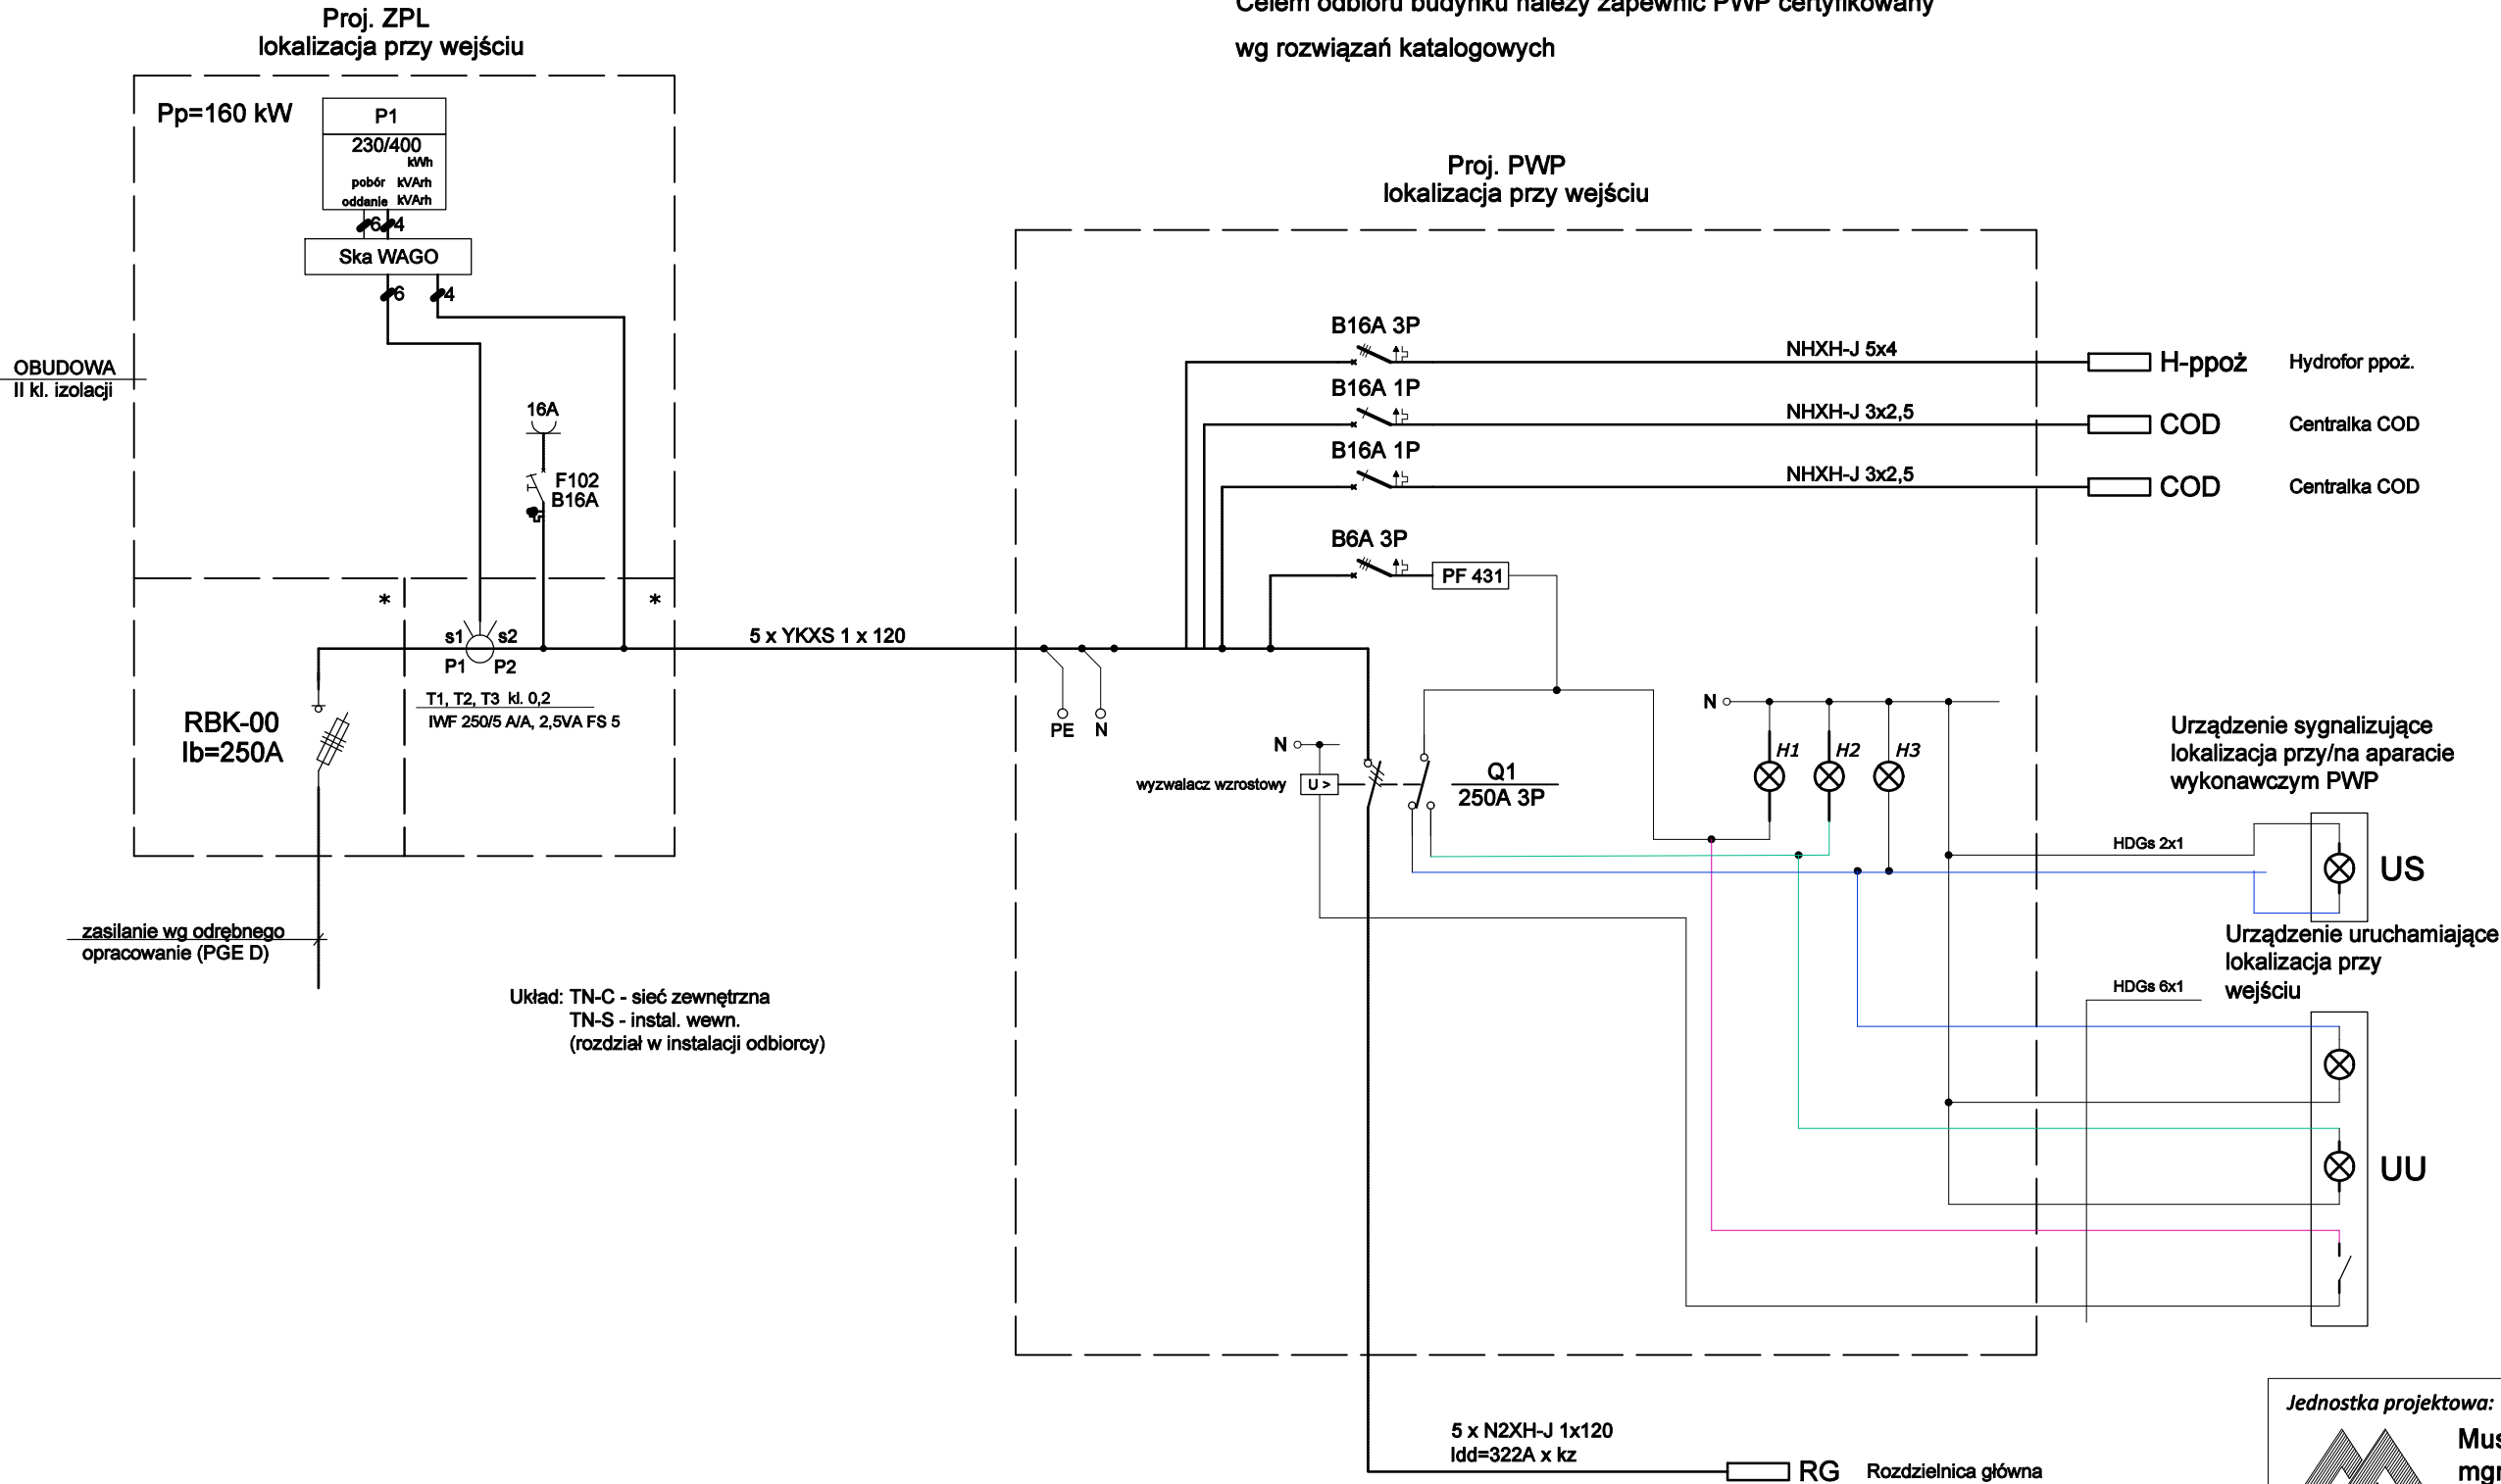 Celem odbioru budynku należy zapewnić PWP certyfikowany
wg rozwiązań katalogowych
Proj. ZPL
lokalizacja przy wejściu
Pp=160 kW
P1
230/400
kWh
pobór kVArh
oddanie kVArh
6 4
Ska WAGO
6 4
OBUDOWA
II kl. izolacji
16A
F102
B16A
*
*
s1 s2
P1 P2
T1, T2, T3 kl. 0,2
IWF 250/5 A/A, 2,5VA FS 5
RBK-00
Ib=250A
zasilanie wg odrębnego
opracowanie (PGE D)
5 x YKXS 1 x 120
Układ: TN-C - sieć zewnętrzna
TN-S - instal. wewn.
(rozdział w instalacji odbiorcy)
Proj. PWP
lokalizacja przy wejściu
B16A 3P
NHXH-J 5x4
H-ppoż
Hydrofor ppoż.
B16A 1P
NHXH-J 3x2,5
COD
Centralka COD
B16A 1P
NHXH-J 3x2,5
COD
Centralka COD
B6A 3P
PF 431
PE
N
N
wyzwalacz wzrostowy
U >
Q1
250A 3P
N
H1
H2
H3
Urządzenie sygnalizujące
lokalizacja przy/na aparacie
wykonawczym PWP
HDGs 2x1
US
Urządzenie uruchamiające
lokalizacja przy
wejściu
HDGs 6x1
UU
5 x N2XH-J 1x120
Idd=322A x kz
RG
Rozdzielnica główna
Jednostka projektowa:
mgr